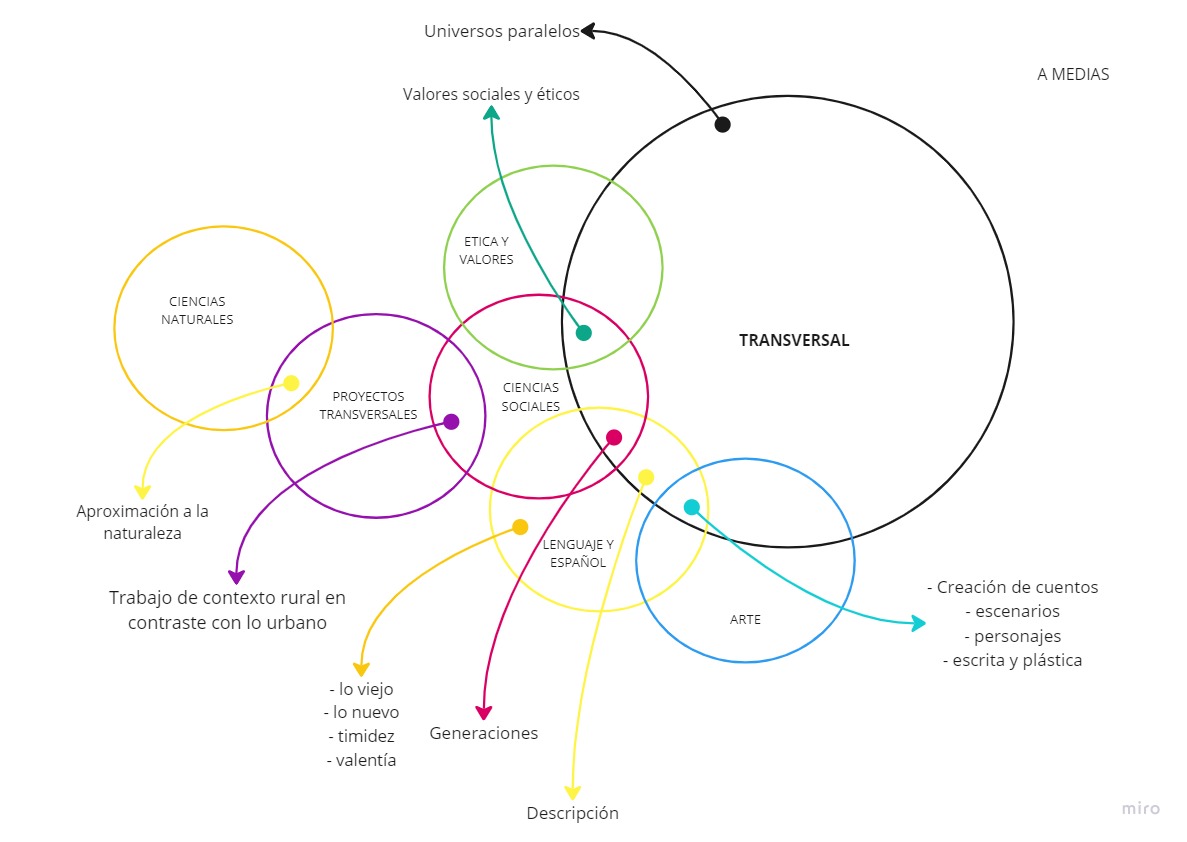 Universos paralelos
A MEDIAS
Valores sociales y éticos
ETICA Y
VALORES
CIENCIAS
NATURALES
TRANSVERSAL
PROYECTOS
TRANSVERSALES
CIENCIAS
SOCIALES
Aproximación a la
naturaleza
LENGUAJE Y
ESPAÑOL
Trabajo de contexto rural en
contraste con lo urbano
ARTE
- Creación de cuentos
- escenarios
- personajes
- escrita y plástica
- lo viejo
- lo nuevo
- timidez
- valentía
Generaciones
Descripción
miro